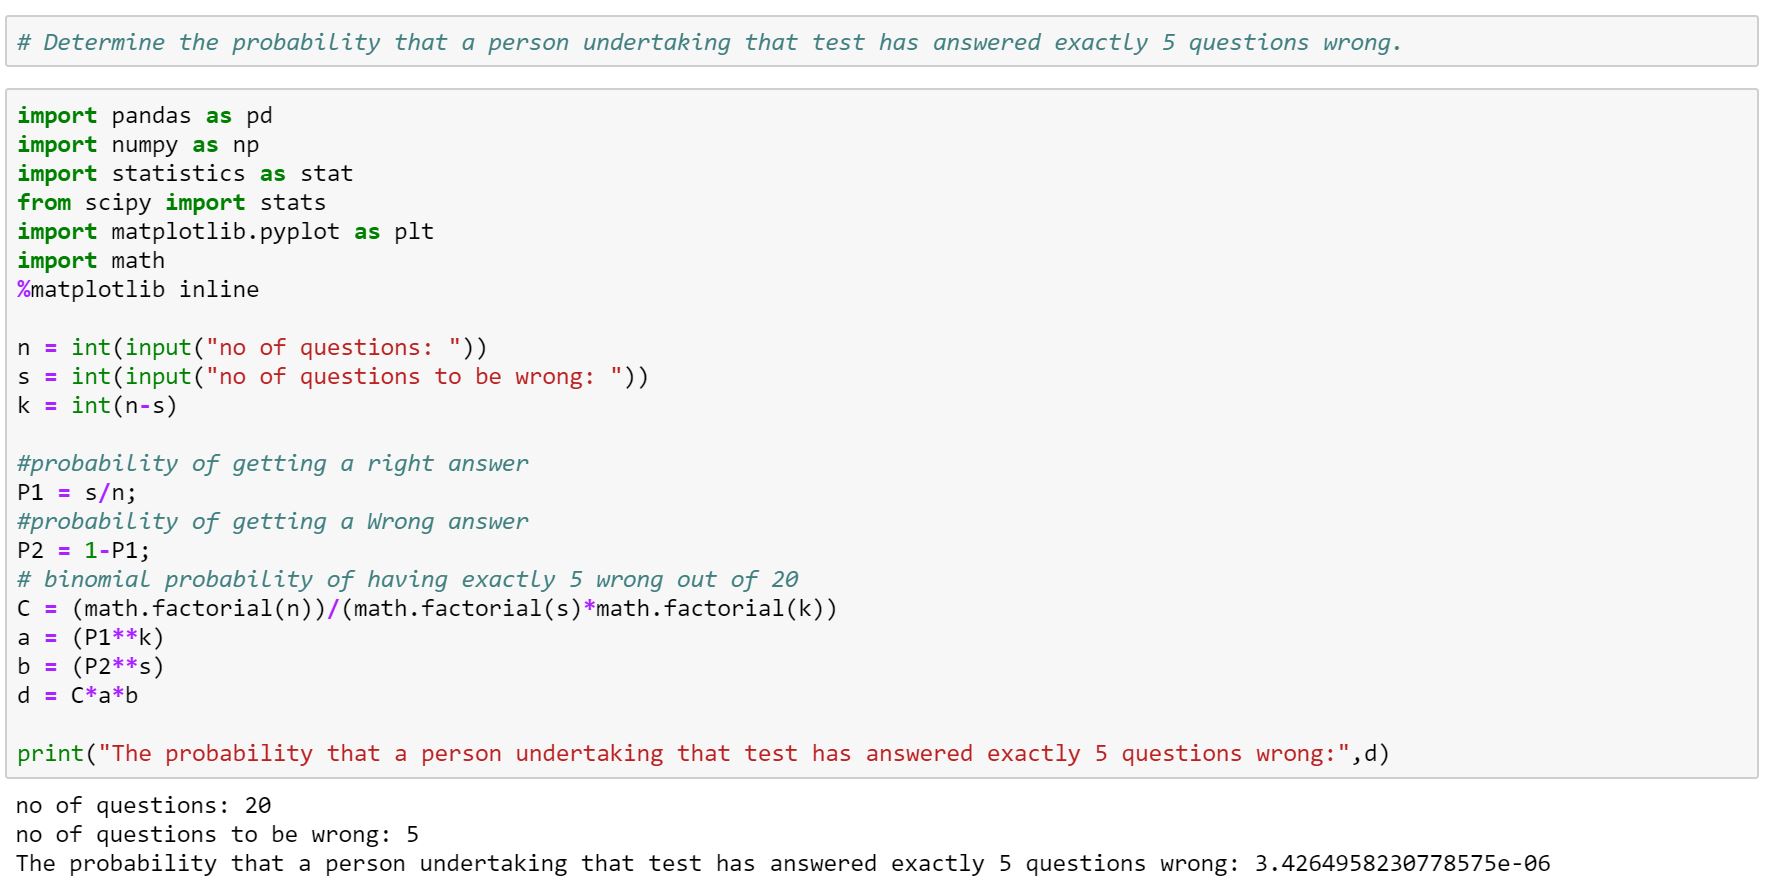 # Determine the probability that a person undertaking that test has answered exactly 5 questions wrong.
import pandas as pd
import numpy as np
import statistics as stat
from scipy import stats
import matplotlib.pyplot as plt
import math
%matplotlib inline
n = int(input("no of questions: "))
s = int(input("no of questions to be wrong: "))
k = int(n-s)
#probability of getting a right answer
P1 = s/n;
#probability of getting a Wrong answer
P2 = 1-P1;
# binomial probability of having exactly 5 wrong out of 20
C = (math.factorial(n))/(math.factorial(s)*math.factorial(k))
a = (P1**k)
b = (P2**s)
d = C*a*b
print("The probability that a person undertaking that test has answered exactly 5 questions wrong:",d)
no of questions: 20
no of questions to be wrong: 5
The probability that a person undertaking that test has answered exactly 5 questions wrong: 3.4264958230778575e-06